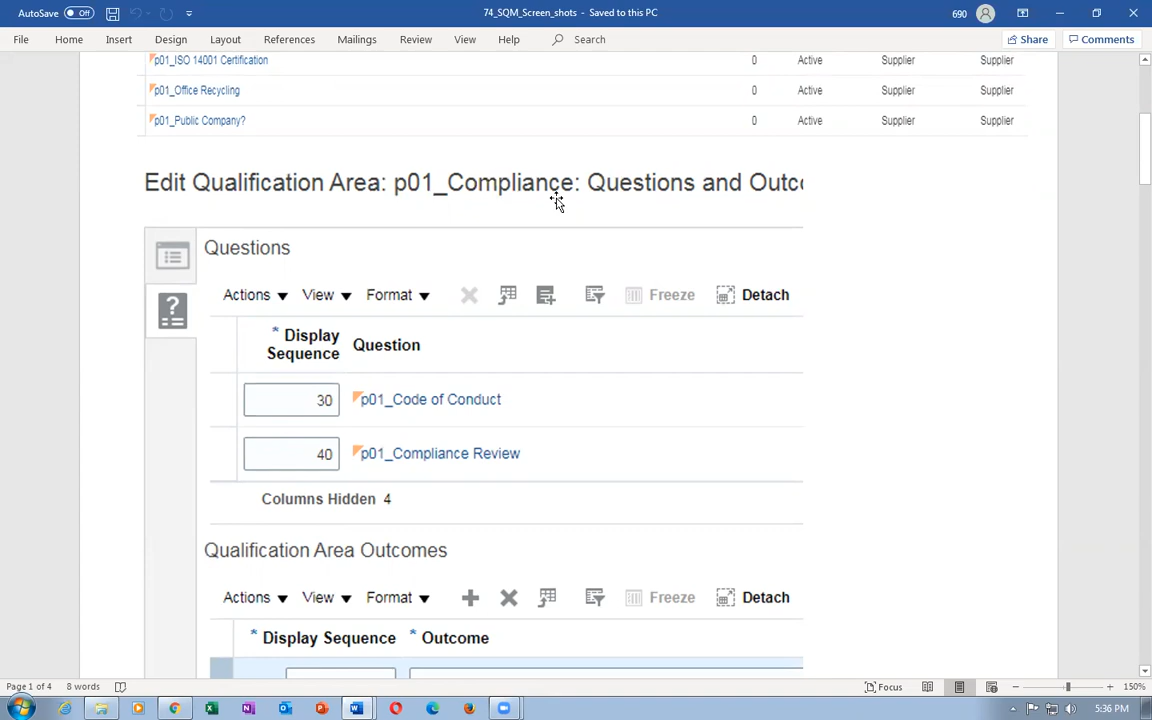 AutoSave Off 74_SQM_Screen_shots - Saved to this PC 690
File Home Insert Design Layout References Mailings Review View Help Search Share Comments
p01_ISO 14001 Certification 0 Active Supplier Supplier
p01_Office Recycling 0 Active Supplier Supplier
p01_Public Company? 0 Active Supplier Supplier
Edit Qualification Area: p01_Compliance: Questions and Outc
Questions
Actions View Format Freeze Detach
* Display
Sequence Question
30 p01_Code of Conduct
40 p01_Compliance Review
Columns Hidden 4
Qualification Area Outcomes
Actions View Format Freeze Detach
* Display Sequence * Outcome
Page 1 of 4 8 words Focus 150%
5:36 PM